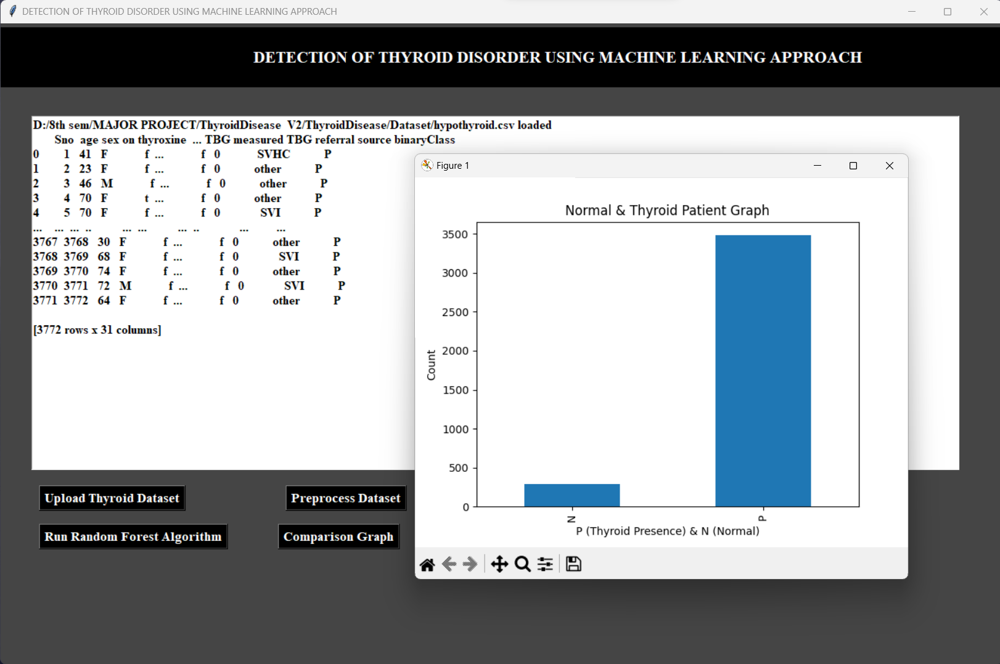 DETECTION OF THYROID DISORDER USING MACHINE LEARNING APPROACH
DETECTION OF THYROID DISORDER USING MACHINE LEARNING APPROACH
D:/8th sem/MAJOR PROJECT/ThyroidDisease V2/ThyroidDisease/Dataset/hypothyroid.csv loaded
Sno age sex on thyroxine ... TBG measured TBG referral source binaryClass
0 1 41 F f ... f 0 SVHC P
1 2 23 F f ... f 0 other P
2 3 46 M f ... f 0 other P
3 4 70 F t ... f 0 other P
4 5 70 F f ... f 0 SVI P
... ... ... .. ... ... ... .. ... ...
3767 3768 30 F f ... f 0 other P
3768 3769 68 F f ... f 0 SVI P
3769 3770 74 F f ... f 0 other P
3770 3771 72 M f ... f 0 SVI P
3771 3772 64 F f ... f 0 other P
[3772 rows x 31 columns]
Figure 1
Normal & Thyroid Patient Graph
3500
3000
2500
2000
1500
1000
500
0
Count
N P
P (Thyroid Presence) & N (Normal)
Upload Thyroid Dataset
Preprocess Dataset
Run Random Forest Algorithm
Comparison Graph